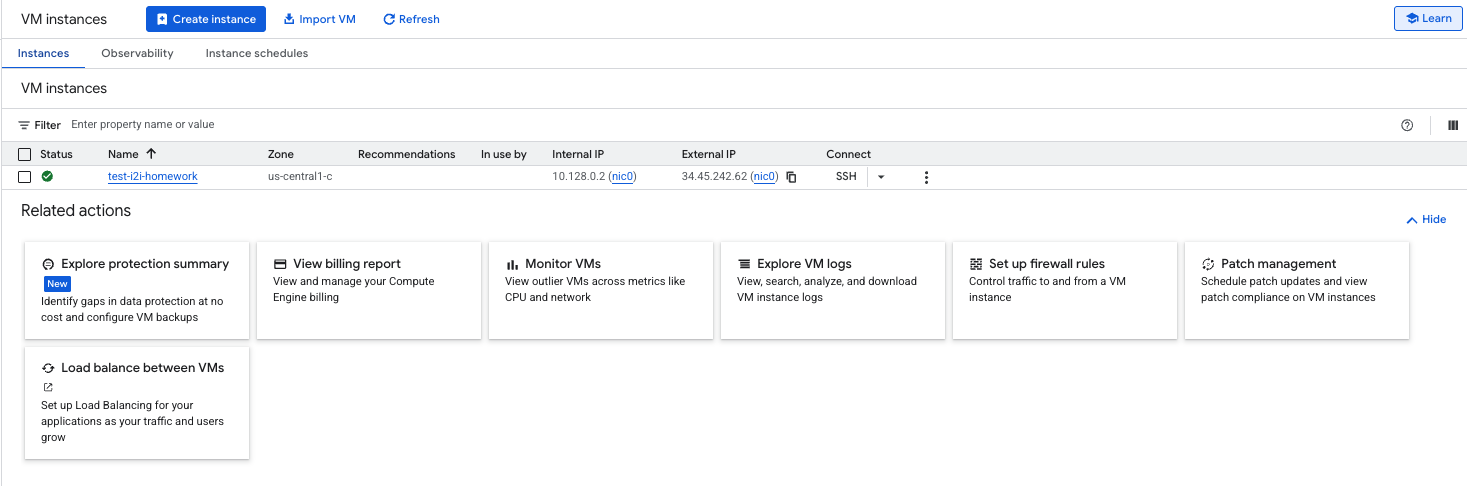 VM instances
Create instance
Import VM
Refresh
Learn
Instances
Observability
Instance schedules
VM instances
Filter Enter property name or value
Status Name Zone Recommendations In use by Internal IP External IP Connect
test-i2i-homework us-central1-c 10.128.0.2 (nic0) 34.45.242.62 (nic0) SSH
Related actions
Hide
Explore protection summary
New
Identify gaps in data protection at no
cost and configure VM backups
View billing report
View and manage your Compute
Engine billing
Monitor VMs
View outlier VMs across metrics like
CPU and network
Explore VM logs
View, search, analyze, and download
VM instance logs
Set up firewall rules
Control traffic to and from a VM
instance
Patch management
Schedule patch updates and view
patch compliance on VM instances
Load balance between VMs
Set up Load Balancing for your
applications as your traffic and users
grow